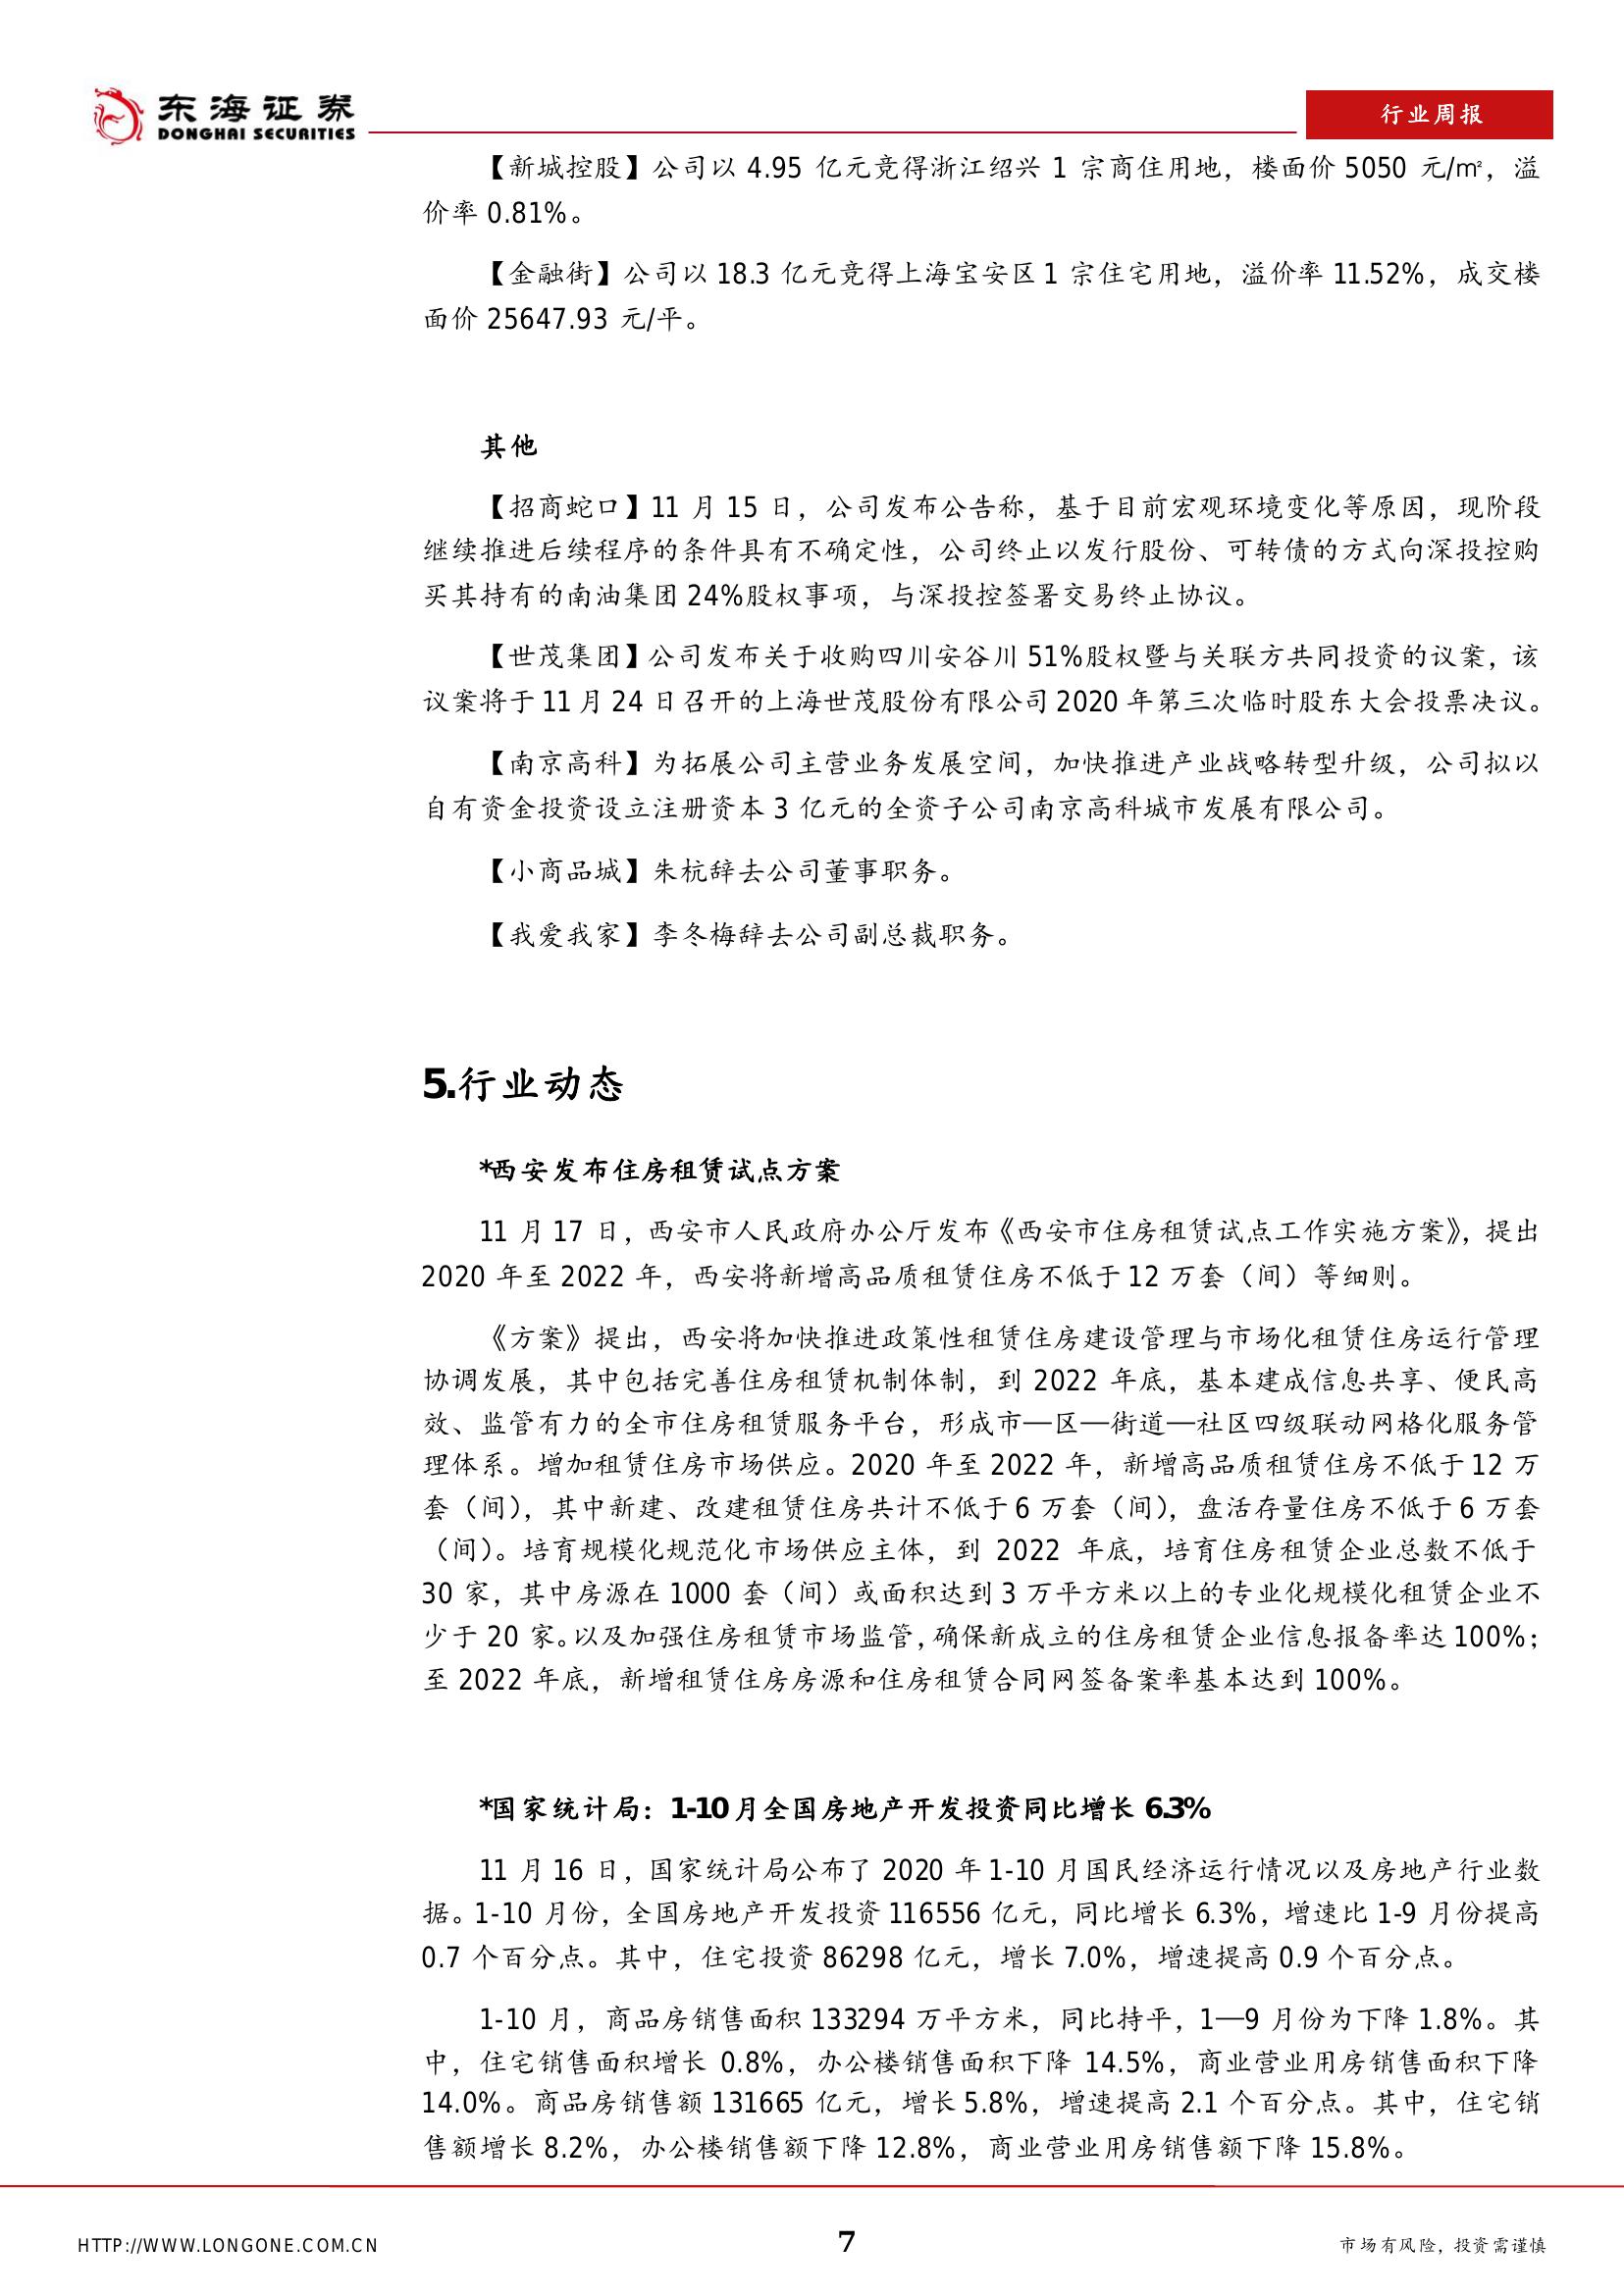 东海证券
DONGHAI SECURITIES
行业周报
【新城控股】公司以 4.95 亿元竞得浙江绍兴 1 宗商住用地，楼面价 5050 元/㎡，溢
价率 0.81%。
【金融街】公司以 18.3 亿元竞得上海宝安区 1 宗住宅用地，溢价率 11.52%，成交楼
面价 25647.93 元/平。
其他
【招商蛇口】11 月 15 日，公司发布公告称，基于目前宏观环境变化等原因，现阶段
继续推进后续程序的条件具有不确定性，公司终止以发行股份、可转债的方式向深投控购
买其持有的南油集团 24%股权事项，与深投控签署交易终止协议。
【世茂集团】公司发布关于收购四川安谷川 51%股权暨与关联方共同投资的议案，该
议案将于 11 月 24 日召开的上海世茂股份有限公司 2020 年第三次临时股东大会投票决议。
【南京高科】为拓展公司主营业务发展空间，加快推进产业战略转型升级，公司拟以
自有资金投资设立注册资本 3 亿元的全资子公司南京高科城市发展有限公司。
【小商品城】朱杭辞去公司董事职务。
【我爱我家】李冬梅辞去公司副总裁职务。
5.行业动态
*西安发布住房租赁试点方案
11 月 17 日，西安市人民政府办公厅发布《西安市住房租赁试点工作实施方案》，提出
2020 年至 2022 年，西安将新增高品质租赁住房不低于 12 万套（间）等细则。
《方案》提出，西安将加快推进政策性租赁住房建设管理与市场化租赁住房运行管理
协调发展，其中包括完善住房租赁机制体制，到 2022 年底，基本建成信息共享、便民高
效、监管有力的全市住房租赁服务平台，形成市—区—街道—社区四级联动网格化服务管
理体系。增加租赁住房市场供应。2020 年至 2022 年，新增高品质租赁住房不低于 12 万
套（间），其中新建、改建租赁住房共计不低于 6 万套（间），盘活存量住房不低于 6 万套
（间）。培育规模化规范化市场供应主体，到 2022 年底，培育住房租赁企业总数不低于
30 家，其中房源在 1000 套（间）或面积达到 3 万平方米以上的专业化规模化租赁企业不
少于 20 家。以及加强住房租赁市场监管，确保新成立的住房租赁企业信息报备率达 100%；
至 2022 年底，新增租赁住房房源和住房租赁合同网签备案率基本达到 100%。
*国家统计局：1-10 月全国房地产开发投资同比增长 6.3%
11 月 16 日，国家统计局公布了 2020 年 1-10 月国民经济运行情况以及房地产行业数
据。1-10 月份，全国房地产开发投资 116556 亿元，同比增长 6.3%，增速比 1-9 月份提高
0.7 个百分点。其中，住宅投资 86298 亿元，增长 7.0%，增速提高 0.9 个百分点。
1-10 月，商品房销售面积 133294 万平方米，同比持平，1—9 月份为下降 1.8%。其
中，住宅销售面积增长 0.8%，办公楼销售面积下降 14.5%，商业营业用房销售面积下降
14.0%。商品房销售额 131665 亿元，增长 5.8%，增速提高 2.1 个百分点。其中，住宅销
售额增长 8.2%，办公楼销售额下降 12.8%，商业营业用房销售额下降 15.8%。
HTTP://WWW.LONGONE.COM.CN
7
市场有风险，投资需谨慎